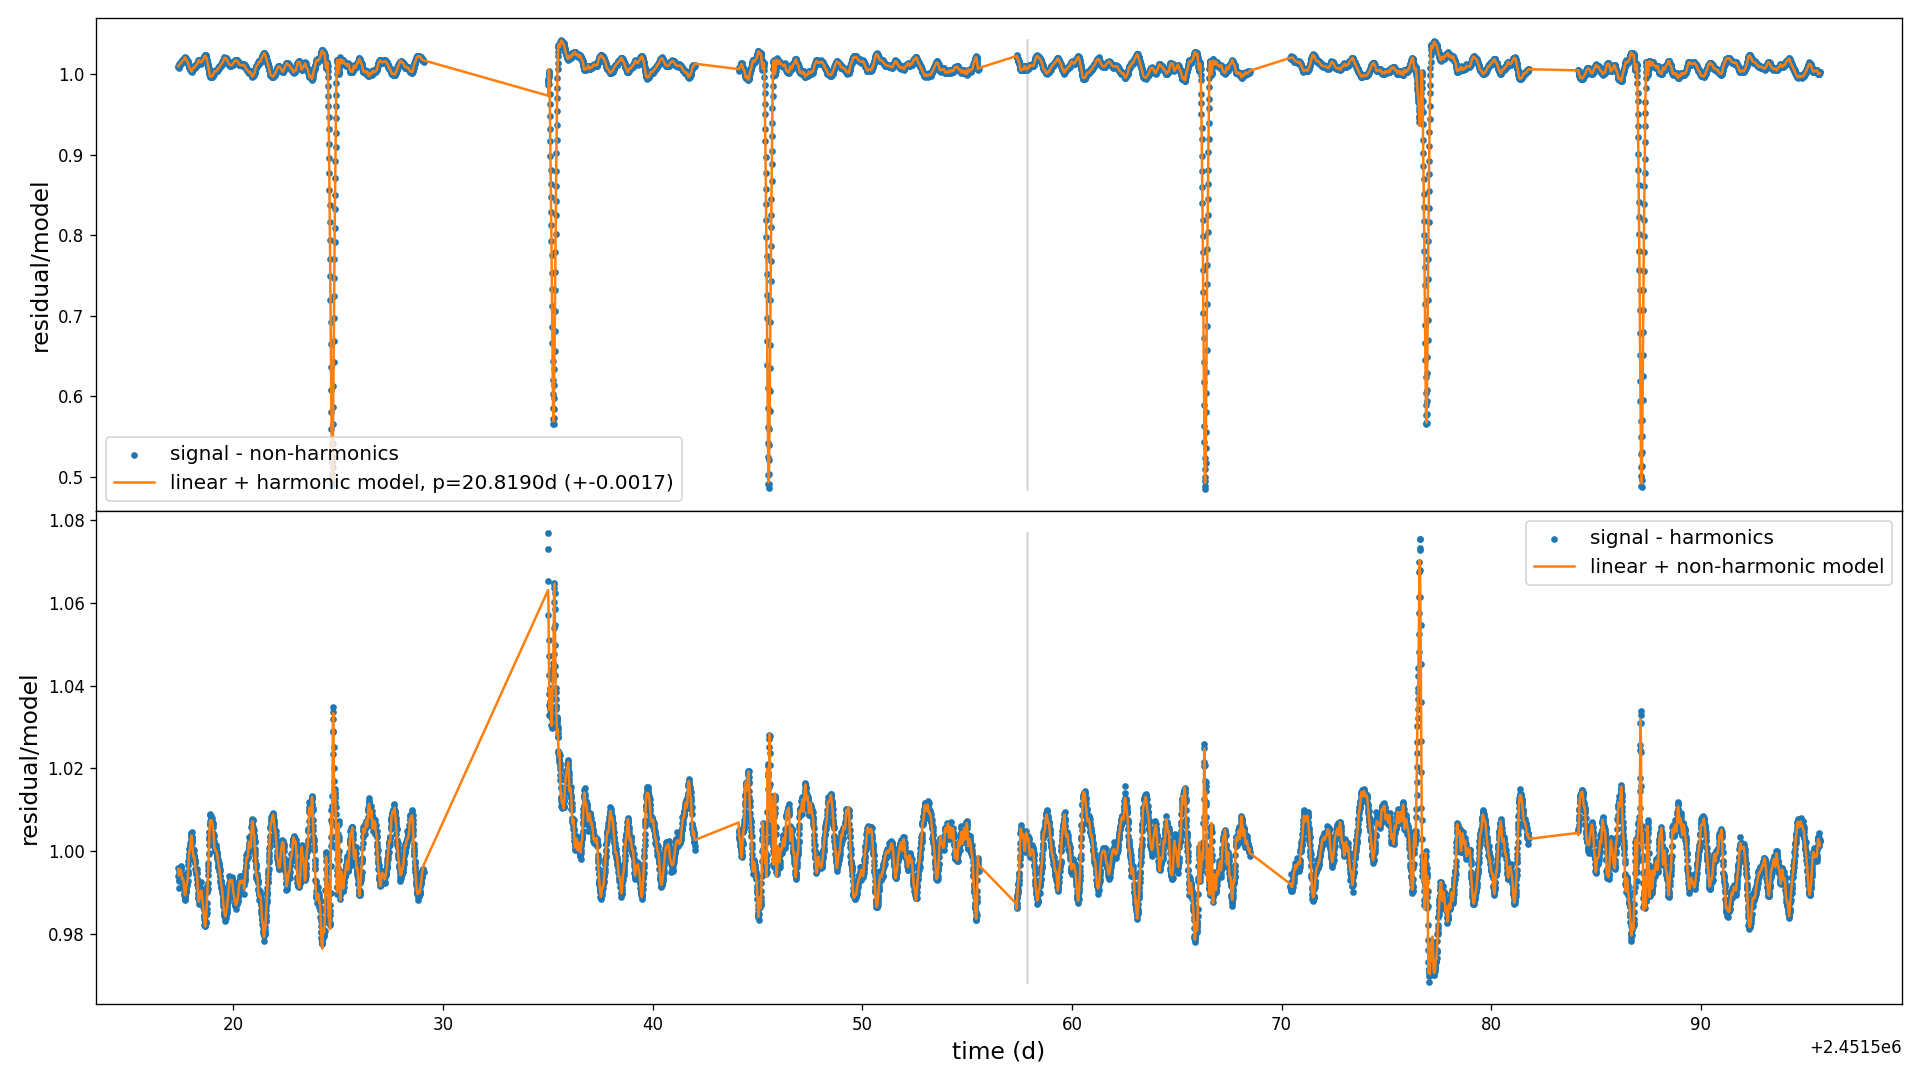 1.0
0.9
0.8
0.7
0.6
0.5
residual/model
signal - non-harmonics
linear + harmonic model, p=20.8190d (+-0.0017)
1.08
1.06
1.04
1.02
1.00
0.98
residual/model
signal - harmonics
linear + non-harmonic model
20 30 40 50 60 70 80 90
time (d)
+2.4515e6